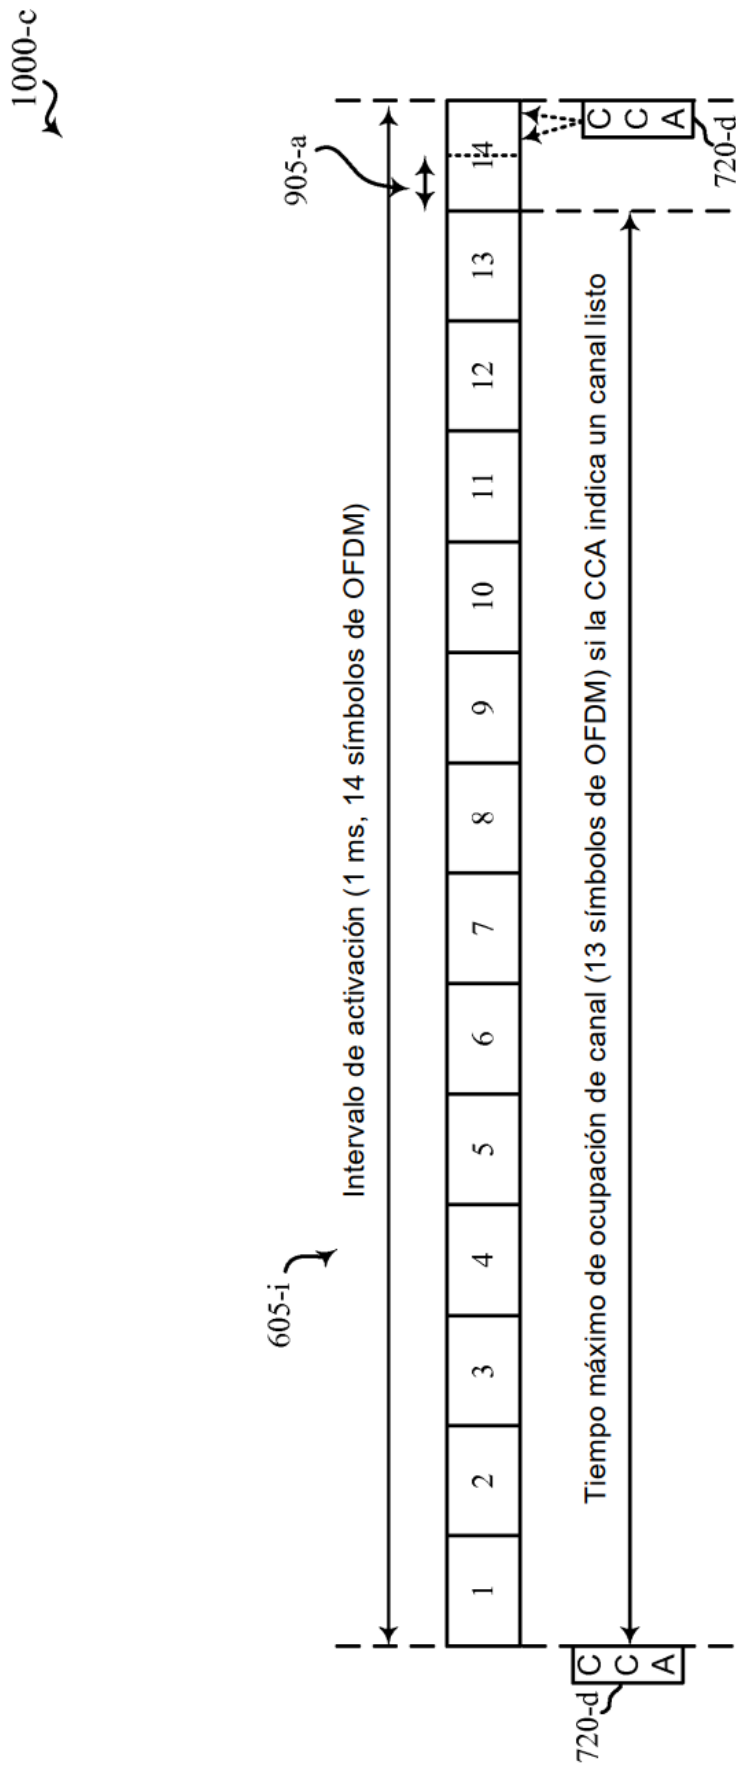 1000-c
605-i
905-a
Intervalo de activación (1 ms, 14 símbolos de OFDM)
1 2 3 4 5 6 7 8 9 10 11 12 13 14
Tiempo máximo de ocupación de canal (13 símbolos de OFDM) si la CCA indica un canal listo
CCA
720-d
CCA
720-d